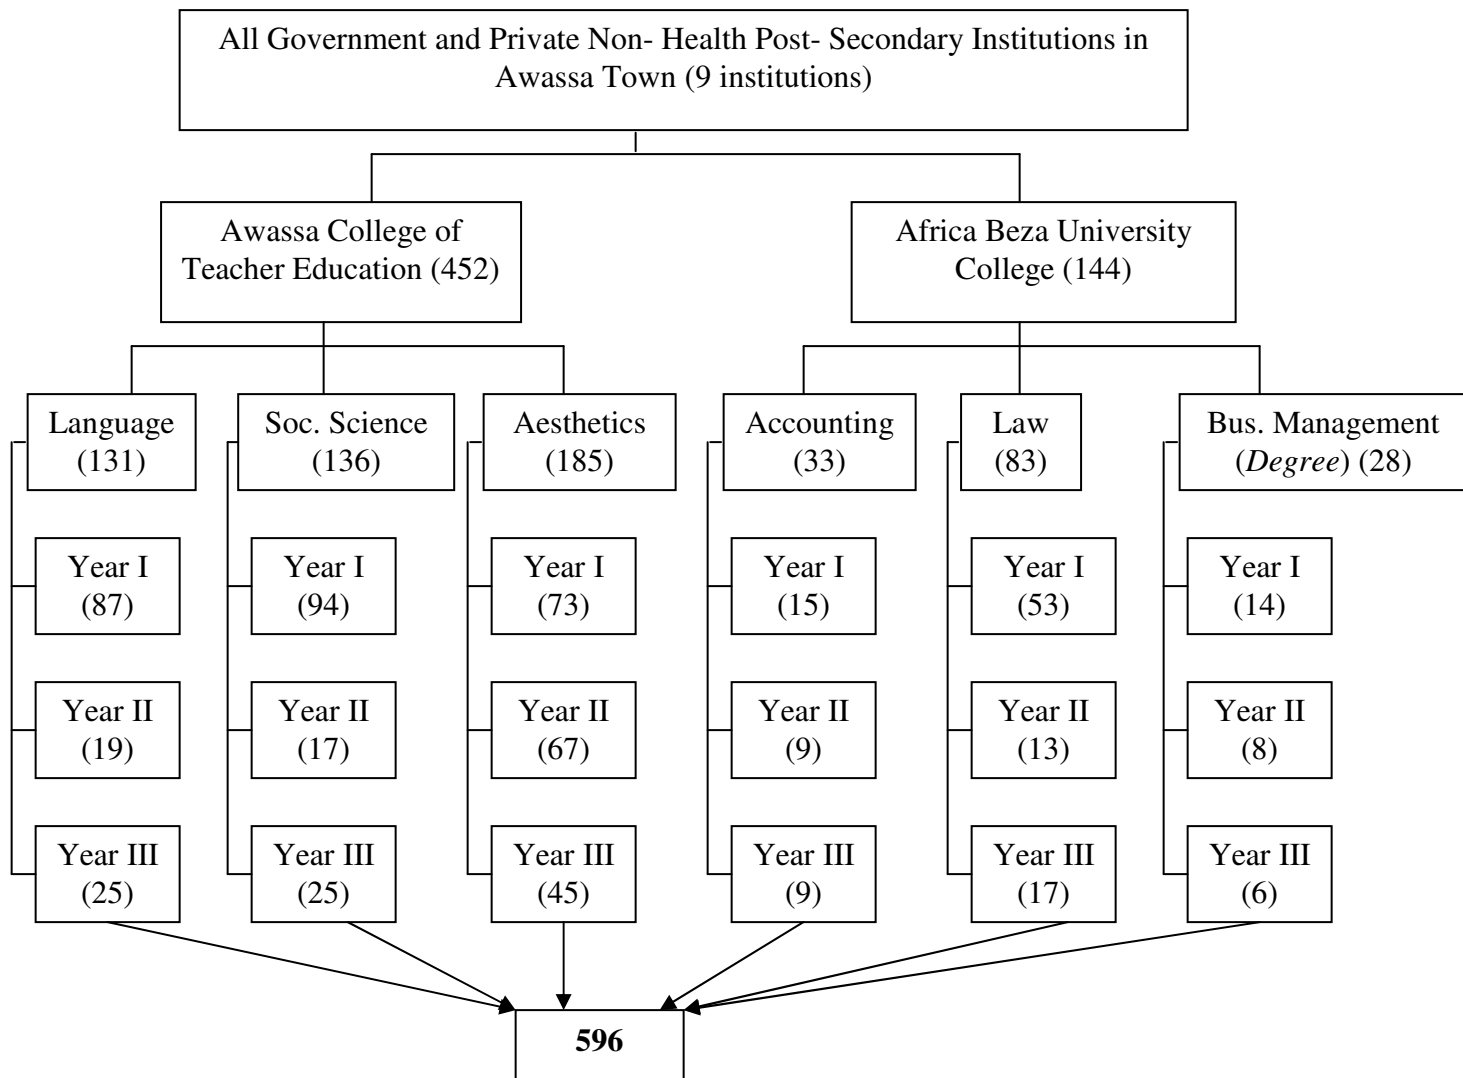 All Government and Private Non- Health Post- Secondary Institutions in
Awassa Town (9 institutions)
Awassa College of
Teacher Education (452)
Africa Beza University
College (144)
Language
(131)
Soc. Science
(136)
Aesthetics
(185)
Accounting
(33)
Law
(83)
Bus. Management
(Degree) (28)
Year I
(87)
Year I
(94)
Year I
(73)
Year I
(15)
Year I
(53)
Year I
(14)
Year II
(19)
Year II
(17)
Year II
(67)
Year II
(9)
Year II
(13)
Year II
(8)
Year III
(25)
Year III
(25)
Year III
(45)
Year III
(9)
Year III
(17)
Year III
(6)
596